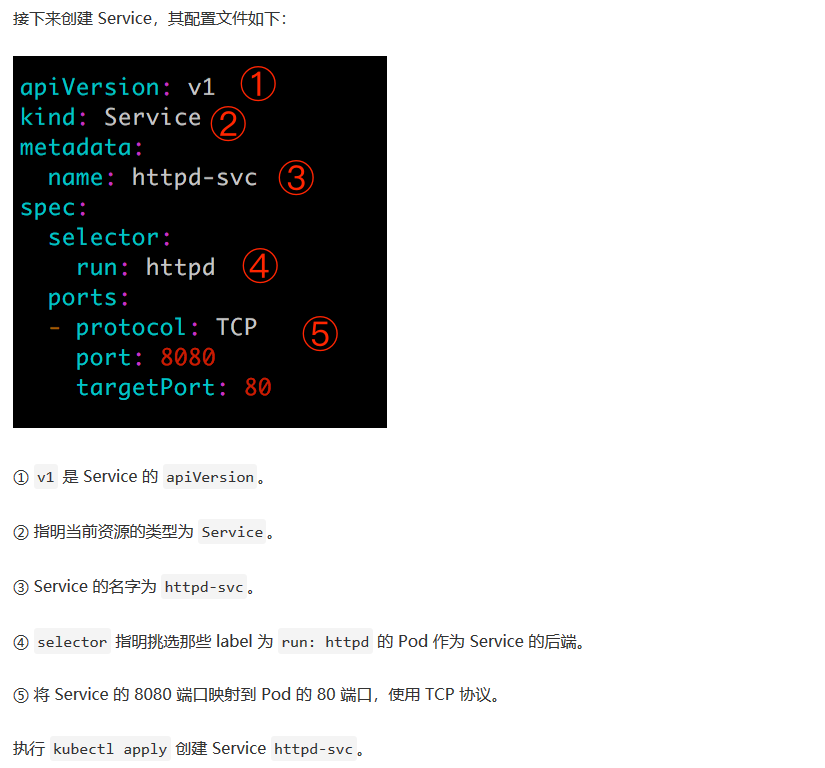 接下来创建 Service，其配置文件如下：
apiVersion: v1 ①
kind: Service ②
metadata:
  name: httpd-svc ③
spec:
  selector:
    run: httpd ④
  ports:
  - protocol: TCP ⑤
    port: 8080
    targetPort: 80
① v1 是 Service 的 apiVersion。
② 指明当前资源的类型为 Service。
③ Service 的名字为 httpd-svc。
④ selector 指明挑选那些 label 为 run: httpd 的 Pod 作为 Service 的后端。
⑤ 将 Service 的 8080 端口映射到 Pod 的 80 端口，使用 TCP 协议。
执行 kubectl apply 创建 Service httpd-svc。